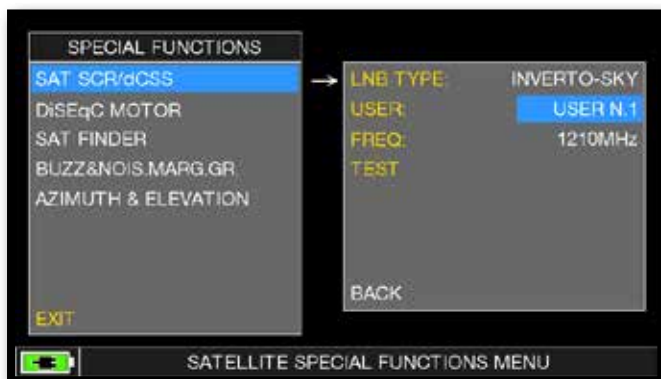 SPECIAL FUNCTIONS
SAT SCR/dCSS
DiSEqC MOTOR
SAT FINDER
BUZZ&NOIS.MARG.GR.
AZIMUTH & ELEVATION
EXIT
LNB TYPE: INVERTO-SKY
USER: USER N.1
FREQ: 1210MHz
TEST
BACK
SATELLITE SPECIAL FUNCTIONS MENU